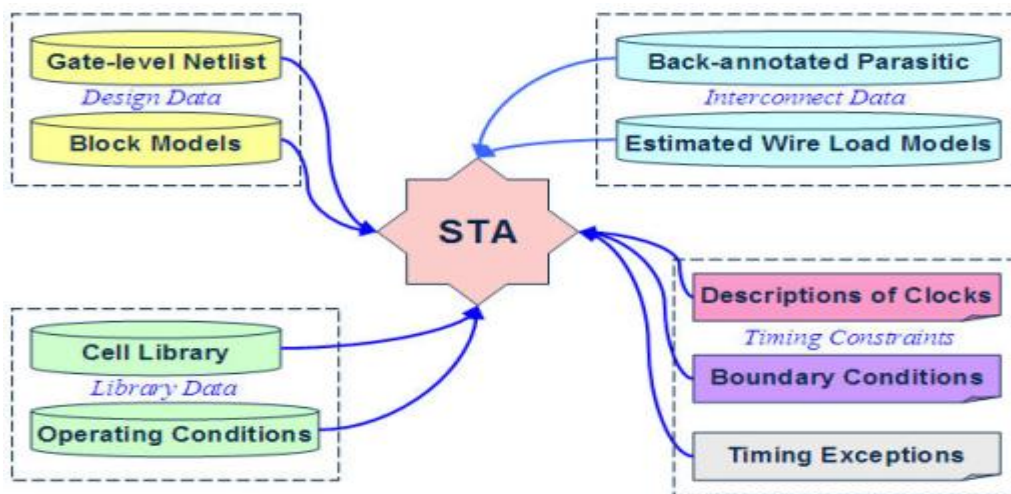 Gate-level Netlist
Design Data
Block Models
Back-annotated Parasitic
Interconnect Data
Estimated Wire Load Models
STA
Cell Library
Library Data
Operating Conditions
Descriptions of Clocks
Timing Constraints
Boundary Conditions
Timing Exceptions